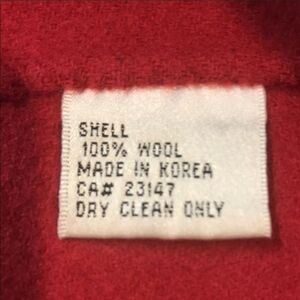 SHELL
100% WOOL
MADE IN KOREA
CA# 23147
DRY CLEAN ONLY